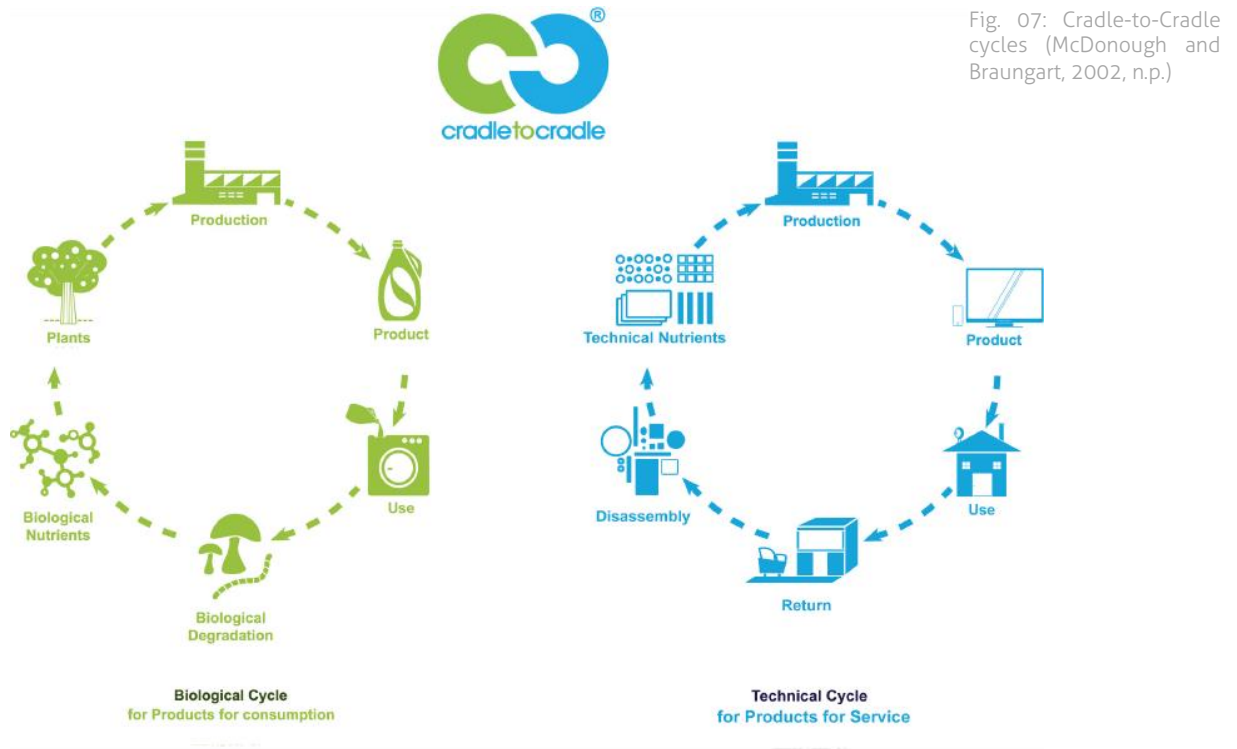 ®
cradletocradle
Fig. 07: Cradle-to-Cradle
cycles (McDonough and
Braungart, 2002, n.p.)
Production
Plants
Product
Biological
Nutrients
Use
Biological
Degradation
Biological Cycle
for Products for consumption
Production
Technical Nutrients
Product
Disassembly
Use
Return
Technical Cycle
for Products for Service